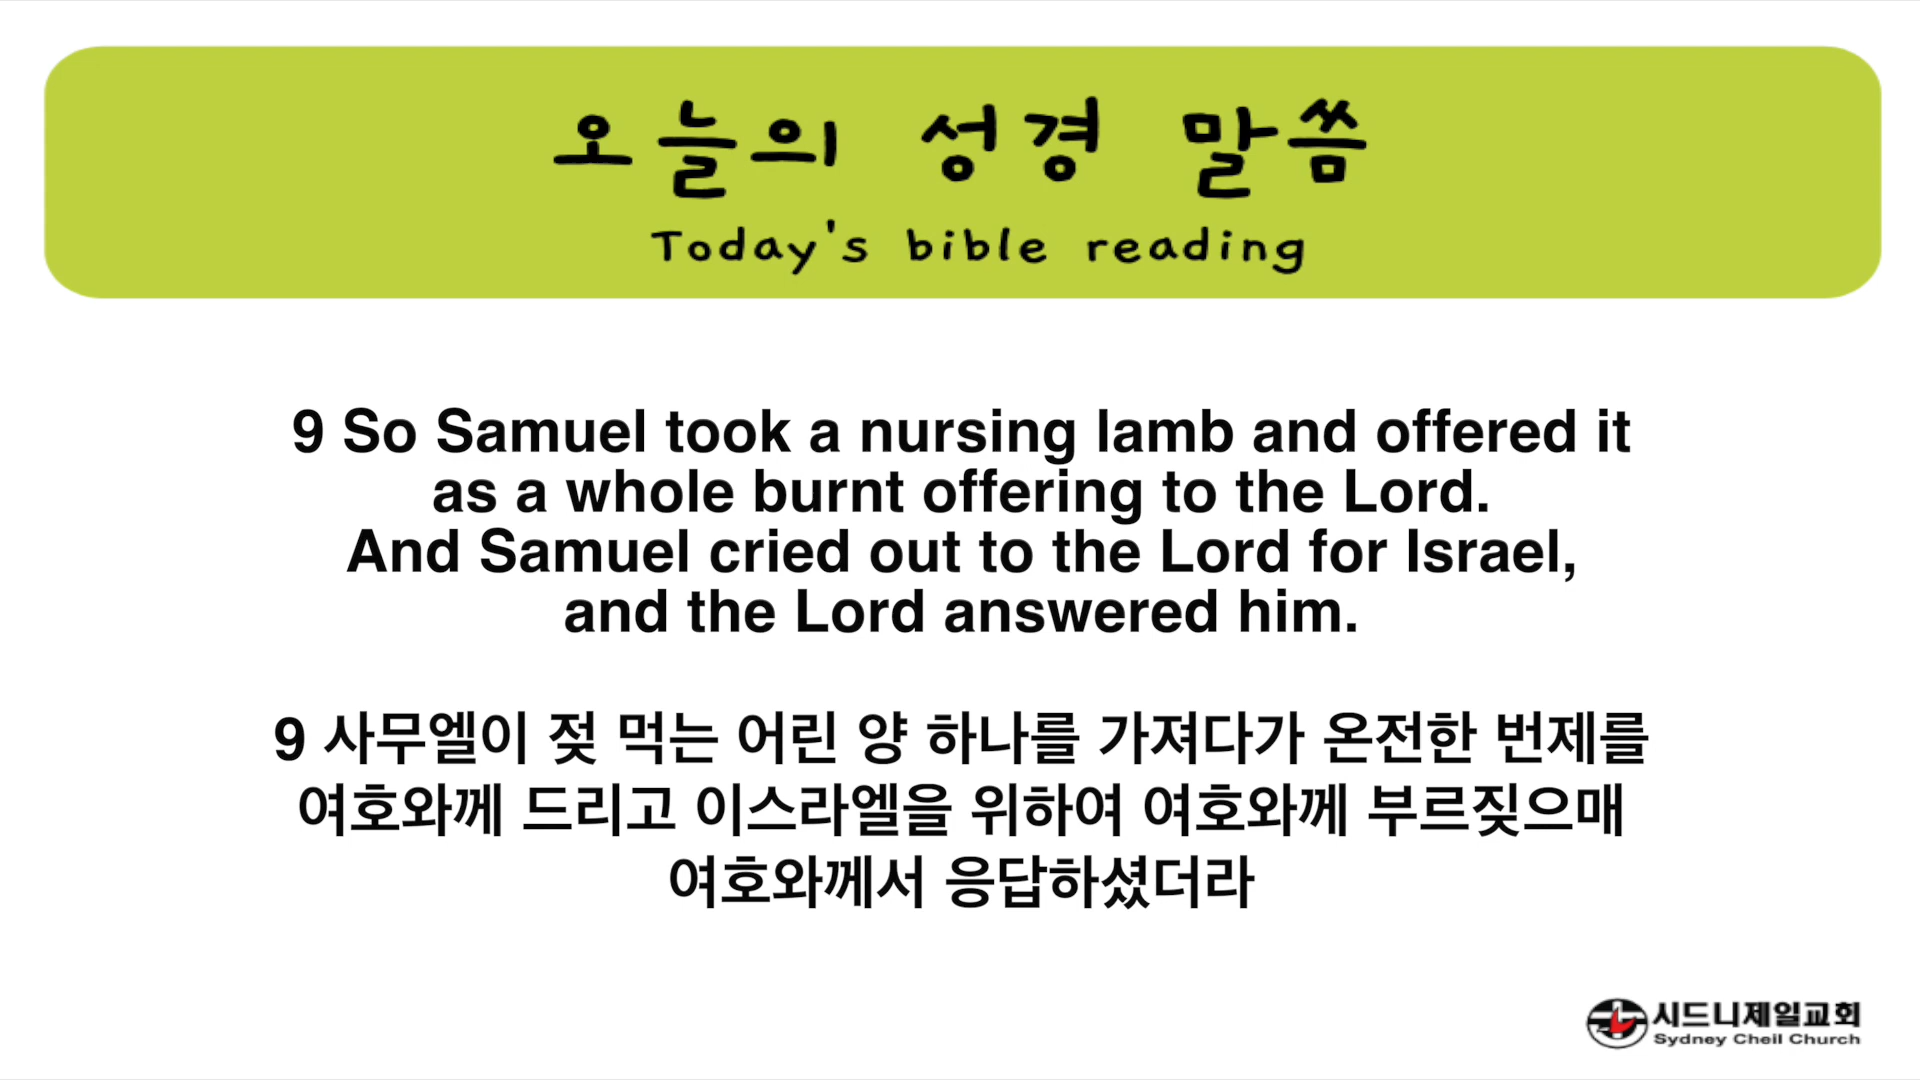 오늘의 성경 말씀
Today's bible reading
9 So Samuel took a nursing lamb and offered it
as a whole burnt offering to the Lord.
And Samuel cried out to the Lord for Israel,
and the Lord answered him.
9 사무엘이 젖 먹는 어린 양 하나를 가져다가 온전한 번제를
여호와께 드리고 이스라엘을 위하여 여호와께 부르짖으매
여호와께서 응답하셨더라
시드니제일교회
Sydney Cheil Church